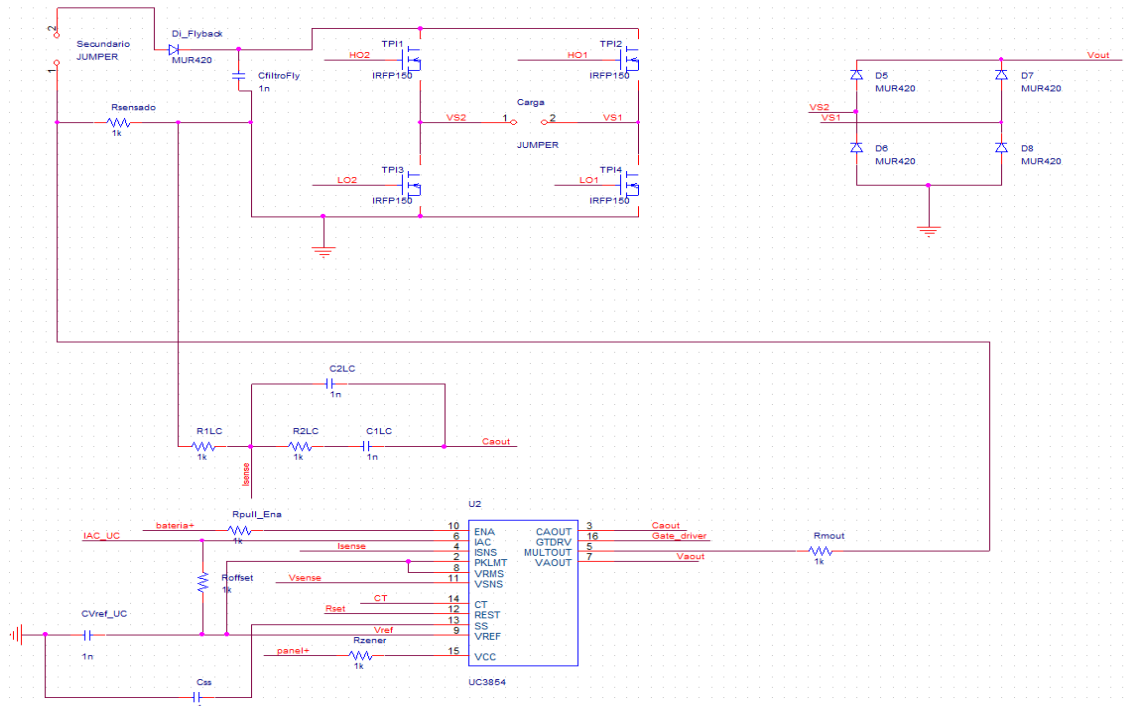 2
Secundario
JUMPER
1
Di_Flyback
MUR420
CfiltroFly
1n
Rsensado
1k
TPI1
HO2
IRFP150
TPI2
HO1
IRFP150
Carga
VS2
1
2
VS1
JUMPER
TPI3
LO2
IRFP150
TPI4
LO1
IRFP150
Vout
D5
MUR420
D7
MUR420
VS2
VS1
D6
MUR420
D8
MUR420
C2LC
1n
R1LC
1k
R2LC
1k
C1LC
1n
Caout
Isense
U2
Rpull_Ena
bateria+
1k
IAC_UC
Isense
Roffset
1k
Vsense
CT
Rset
CVref_UC
1n
Vref
Rzener
panel+
1k
Css
10 ENA
6 IAC
4 ISNS
2 PKLMT
8 VRMS
11 VSNS
14 CT
12 REST
13 SS
9 VREF
15 VCC
CAOUT 3 Caout
GTDRV 16 Gate_driver
MULTOUT 5
VAOUT 7 Vaout
Rmout
1k
UC3854